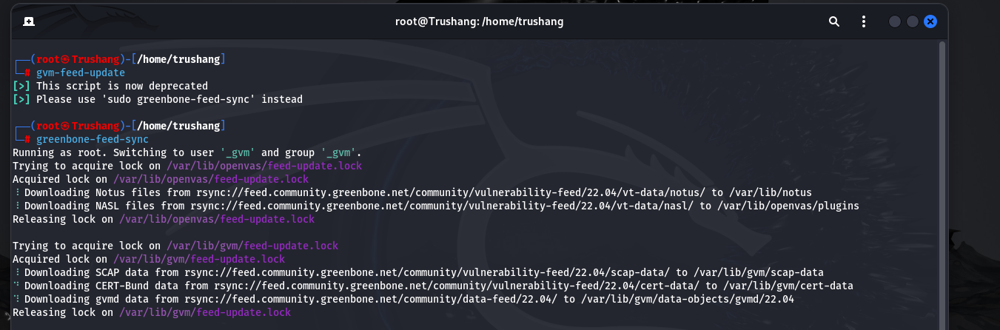 root@Trushang: /home/trushang
┌──(root㉿Trushang)-[/home/trushang]
└─# gvm-feed-update
[>] This script is now deprecated
[>] Please use 'sudo greenbone-feed-sync' instead
┌──(root㉿Trushang)-[/home/trushang]
└─# greenbone-feed-sync
Running as root. Switching to user '_gvm' and group '_gvm'.
Trying to acquire lock on /var/lib/openvas/feed-update.lock
Acquired lock on /var/lib/openvas/feed-update.lock
⠸ Downloading Notus files from rsync://feed.community.greenbone.net/community/vulnerability-feed/22.04/vt-data/notus/ to /var/lib/notus
⠸ Downloading NASL files from rsync://feed.community.greenbone.net/community/vulnerability-feed/22.04/vt-data/nasl/ to /var/lib/openvas/plugins
Releasing lock on /var/lib/openvas/feed-update.lock
Trying to acquire lock on /var/lib/gvm/feed-update.lock
Acquired lock on /var/lib/gvm/feed-update.lock
⠸ Downloading SCAP data from rsync://feed.community.greenbone.net/community/vulnerability-feed/22.04/scap-data/ to /var/lib/gvm/scap-data
⠙ Downloading CERT-Bund data from rsync://feed.community.greenbone.net/community/vulnerability-feed/22.04/cert-data/ to /var/lib/gvm/cert-data
⠹ Downloading gvmd data from rsync://feed.community.greenbone.net/community/data-feed/22.04/ to /var/lib/gvm/data-objects/gvmd/22.04
Releasing lock on /var/lib/gvm/feed-update.lock